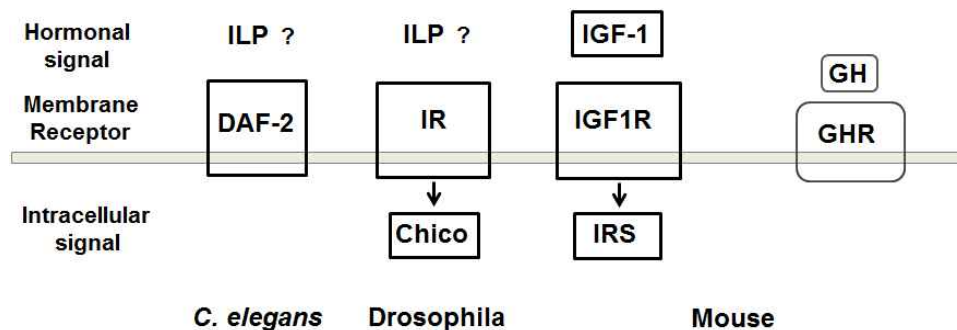 Hormonal
signal
ILP ?
ILP ?
IGF-1
GH
Membrane
Receptor
DAF-2
IR
IGF1R
GHR
Intracellular
signal
Chico
IRS
C. elegans
Drosophila
Mouse